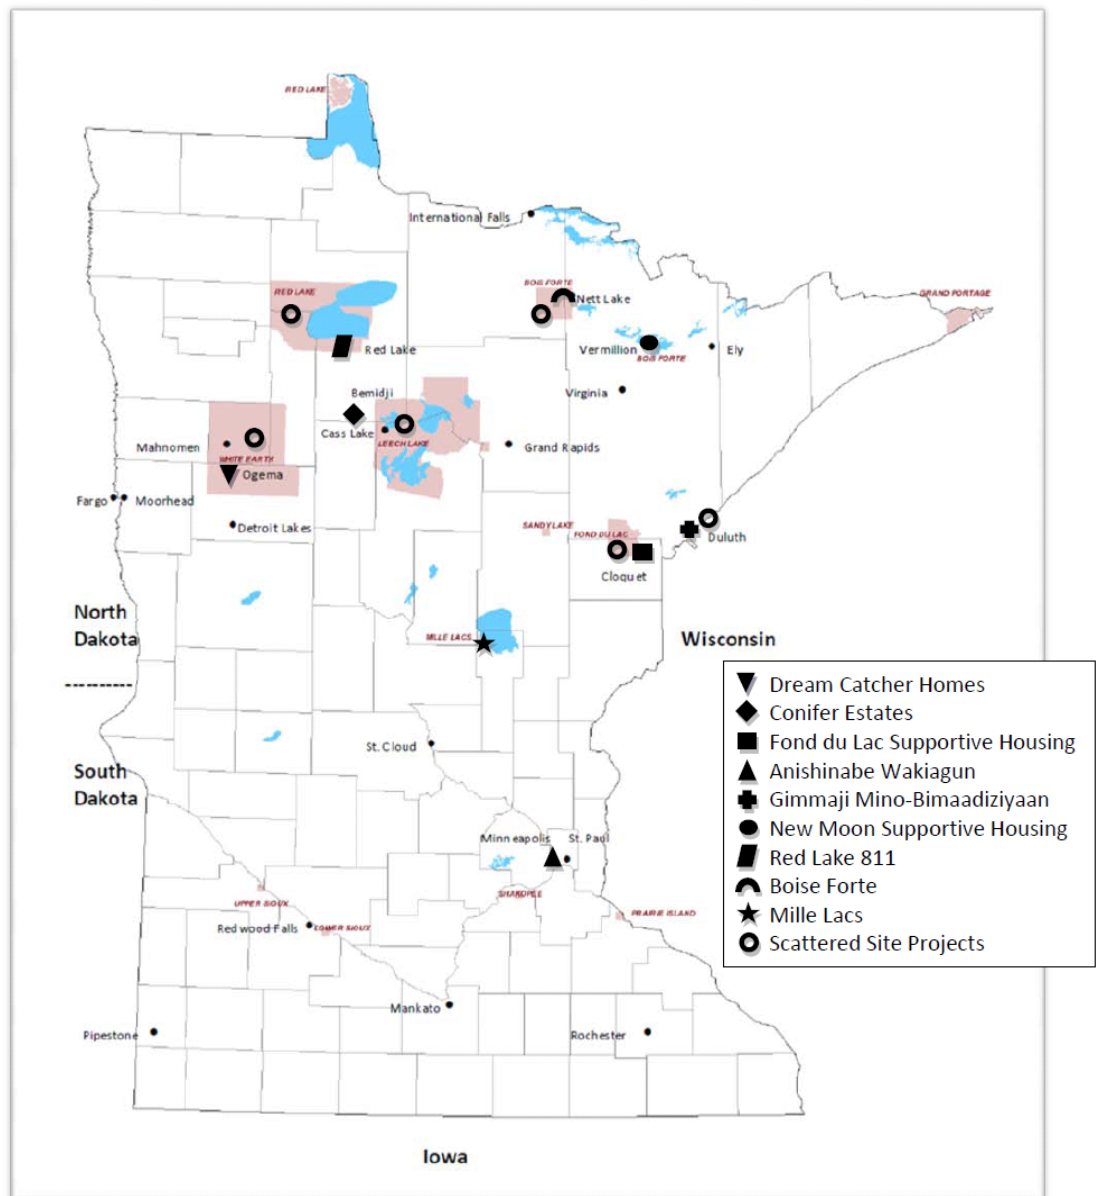 RED LAKE
International Falls
BOIS FORTE
Nett Lake
GRAND PORTAGE
RED LAKE
Red Lake
Vermillion
BOIS FORTE
Ely
Bemidji
Virginia
Cass Lake
LEECH LAKE
Mahnomen
Grand Rapids
WHITE EARTH
Ogema
Fargo
Moorhead
Detroit Lakes
SANDY LAKE
FOND DU LAC
Duluth
Cloquet
North
Dakota
----------
MILLE LACS
Wisconsin
St. Cloud
South
Dakota
Minneapolis
St. Paul
SHAKOPEE
UPPER SIOUX
PRAIRIE ISLAND
Redwood Falls
LOWER SIOUX
Mankato
Pipestone
Rochester
Iowa
Dream Catcher Homes
Conifer Estates
Fond du Lac Supportive Housing
Anishinabe Wakiagun
Gimmaji Mino-Bimaadiziyaan
New Moon Supportive Housing
Red Lake 811
Boise Forte
Mille Lacs
Scattered Site Projects